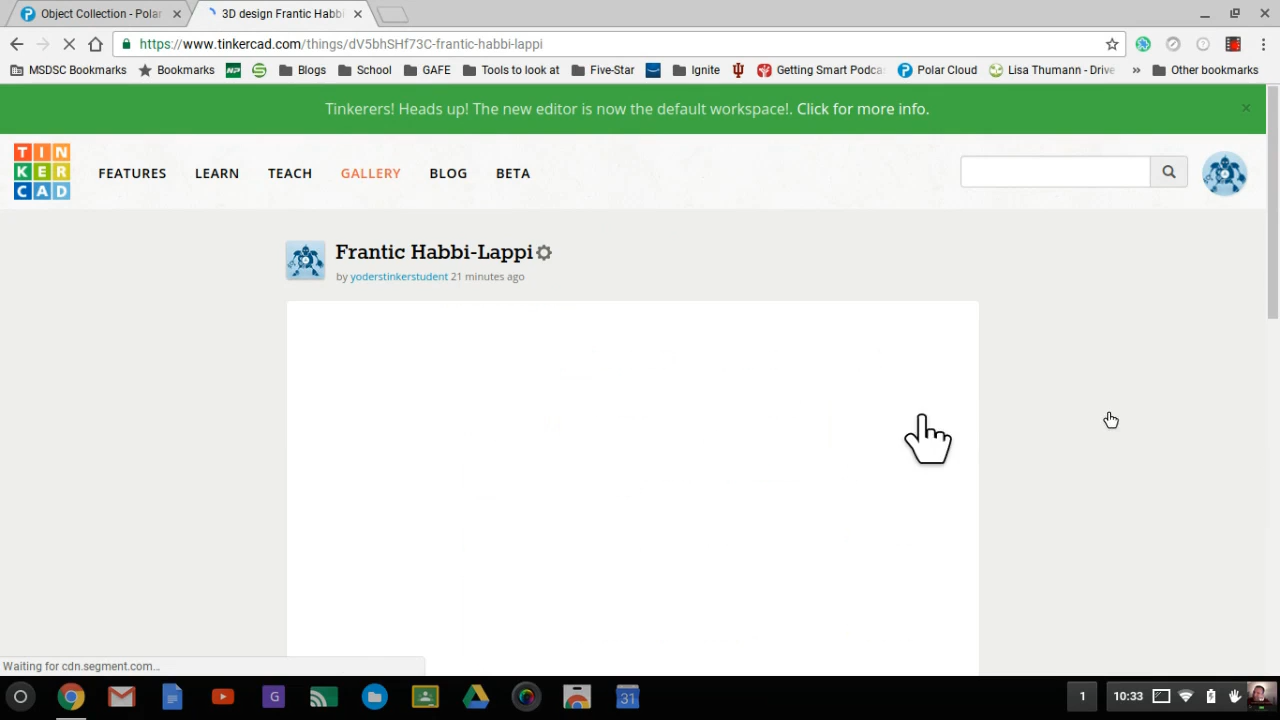 Object Collection - Polar
3D design Frantic Habbi
https://www.tinkercad.com/things/dV5bhSHf73C-frantic-habbi-lappi
MSDSC Bookmarks Bookmarks NP Blogs School GAFE Tools to look at Five-Star Ignite Getting Smart Podca Polar Cloud Lisa Thumann - Drive » Other bookmarks
Tinkerers! Heads up! The new editor is now the default workspace!. Click for more info.
TIN
KER
CAD
FEATURES LEARN TEACH GALLERY BLOG BETA
Frantic Habbi-Lappi
by yoderstinkerstudent 21 minutes ago
Waiting for cdn.segment.com...
G
31
1
10:33